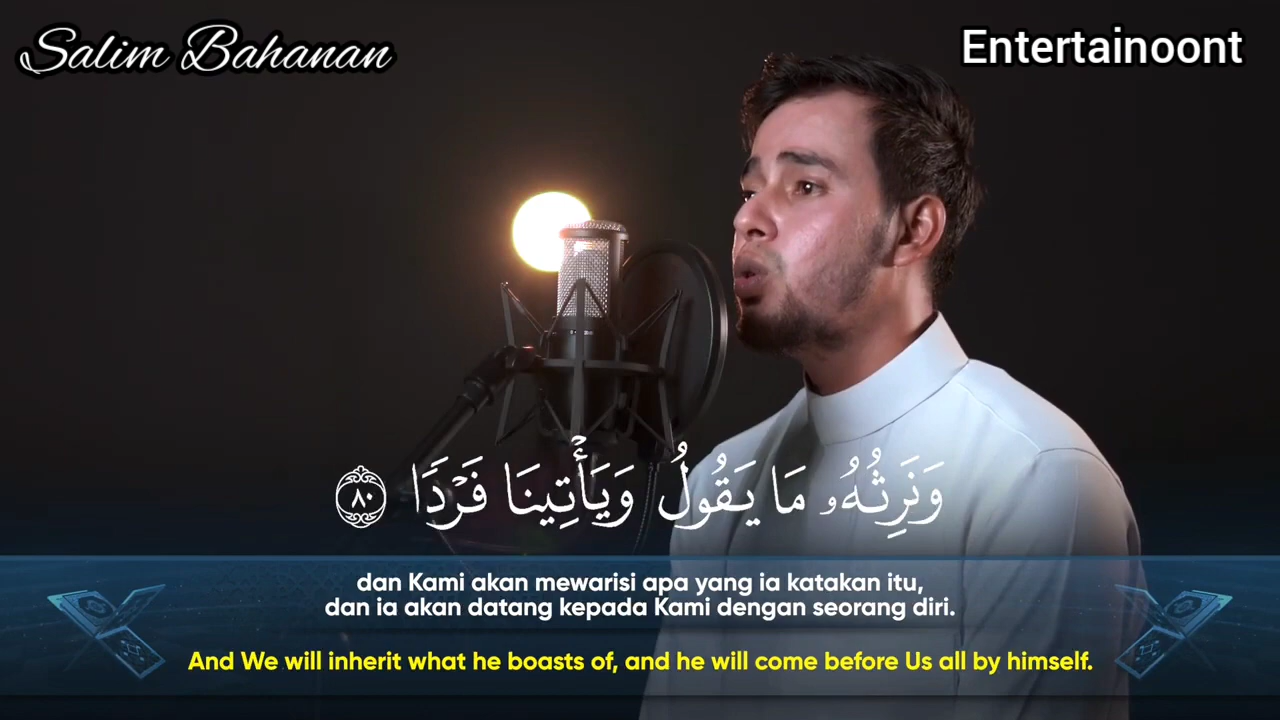 Salim Bahanan
Entertainoont
وَنَرِثُهُۥ مَا يَقُولُ وَيَأْتِينَا فَرْدًا ۝٨٠
dan Kami akan mewarisi apa yang ia katakan itu,
dan ia akan datang kepada Kami dengan seorang diri.
And We will inherit what he boasts of, and he will come before Us all by himself.